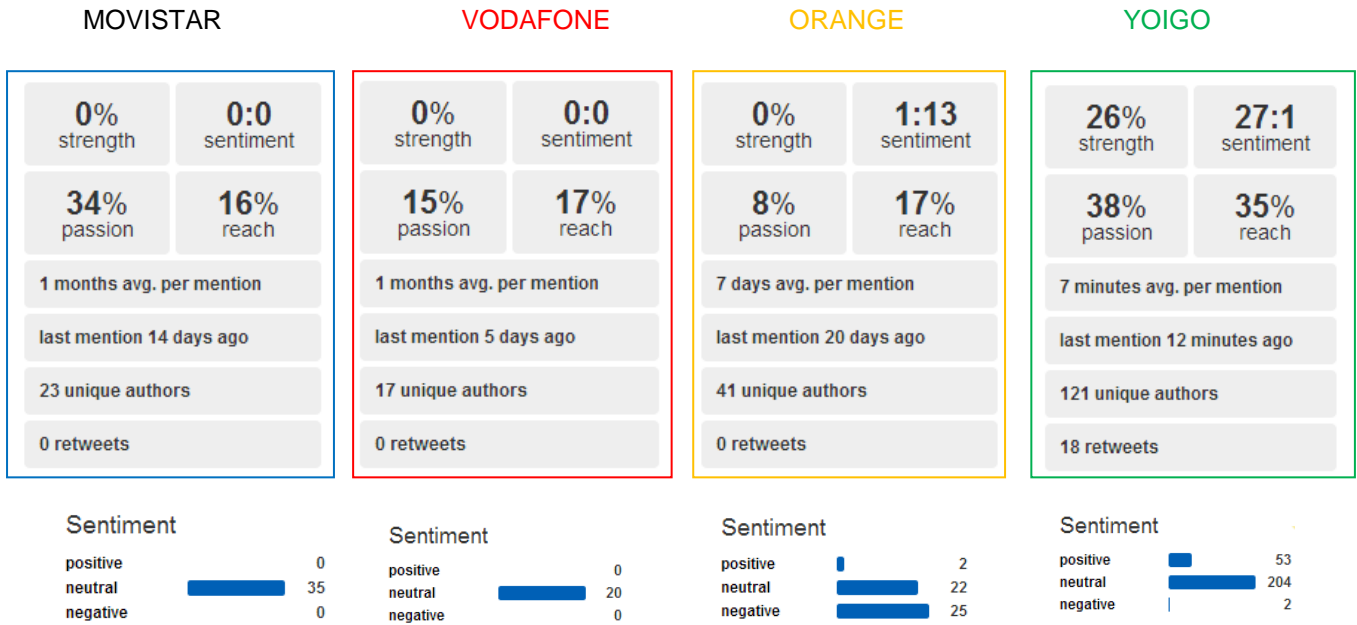 MOVISTAR
VODAFONE
ORANGE
YOIGO
0% 0:0
strength sentiment
34% 16%
passion reach
1 months avg. per mention
last mention 14 days ago
23 unique authors
0 retweets
0% 0:0
strength sentiment
15% 17%
passion reach
1 months avg. per mention
last mention 5 days ago
17 unique authors
0 retweets
0% 1:13
strength sentiment
8% 17%
passion reach
7 days avg. per mention
last mention 20 days ago
41 unique authors
0 retweets
26% 27:1
strength sentiment
38% 35%
passion reach
7 minutes avg. per mention
last mention 12 minutes ago
121 unique authors
18 retweets
Sentiment
positive 0
neutral 35
negative 0
Sentiment
positive 0
neutral 20
negative 0
Sentiment
positive 2
neutral 22
negative 25
Sentiment
positive 53
neutral 204
negative 2